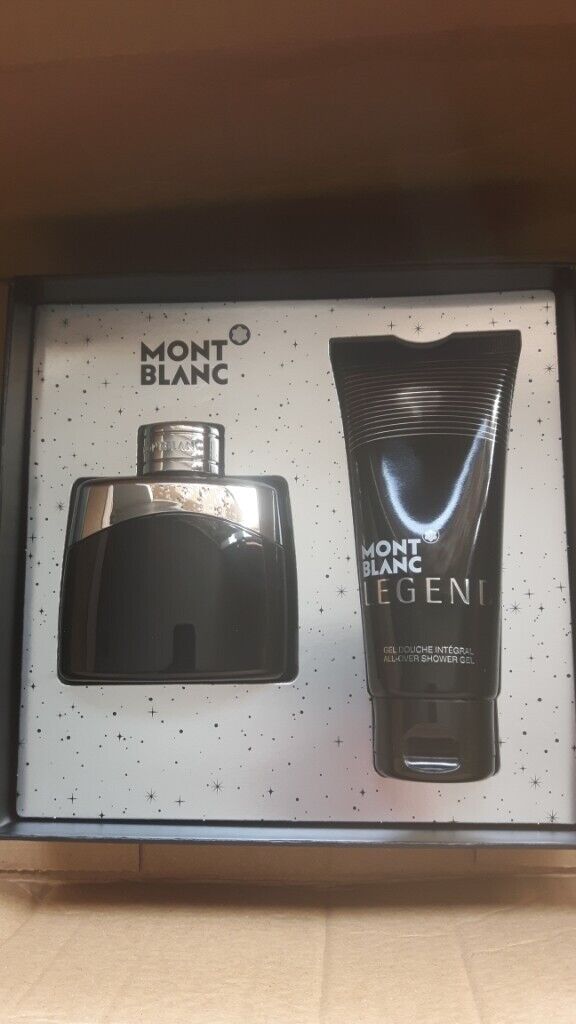 MONT
BLANC
MONT
BLANC
LEGEND
GEL DOUCHE INTÉGRAL
ALL-OVER SHOWER GEL